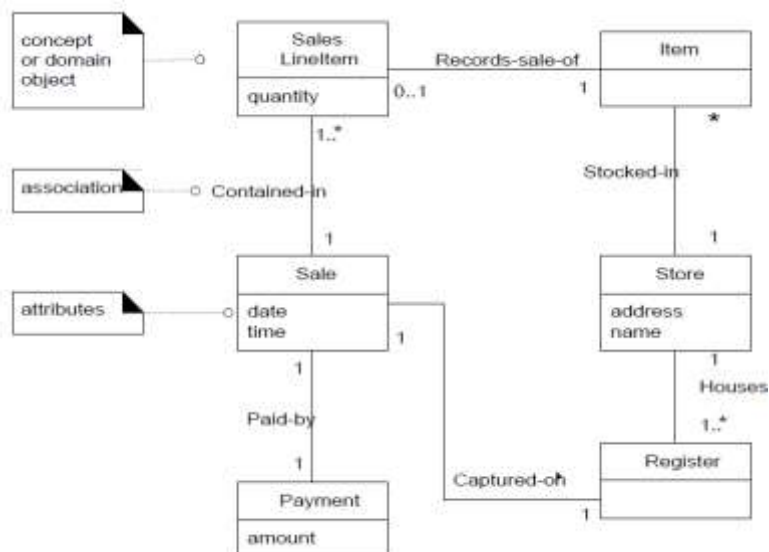 concept
or domain
object
Sales
LineItem
quantity
Records-sale-of
0..1
1
Item
*
1..*
association
Contained-in
Stocked-in
1
1
attributes
Sale
date
time
Store
address
name
1
1
1
Houses
Paid-by
1..*
1
Captured-on
1
Register
Payment
amount